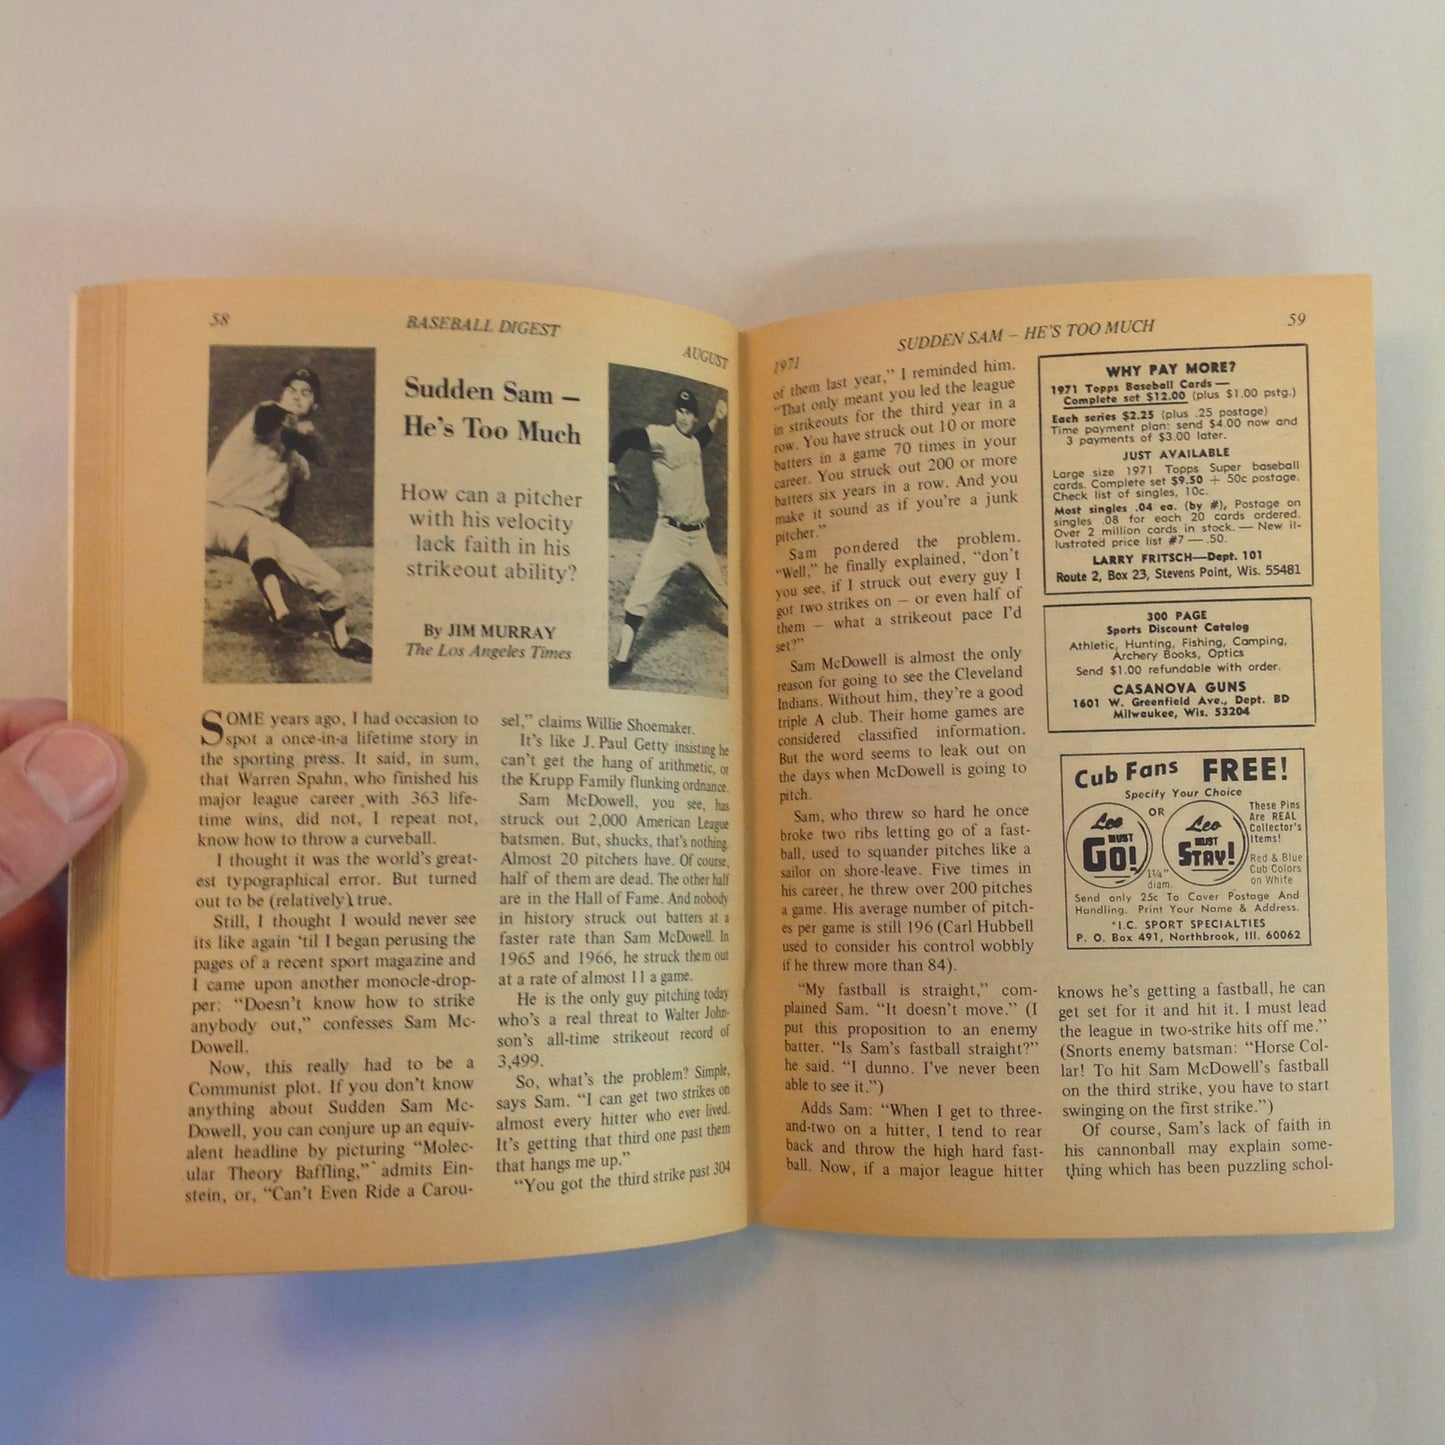 58
BASEBALL DIGEST
AUGUST
Sudden Sam –
He's Too Much
How can a pitcher
with his velocity
lack faith in his
strikeout ability?
By JIM MURRAY
The Los Angeles Times
SOME years ago, I had occasion to
spot a once-in-a lifetime story in
the sporting press. It said, in sum,
that Warren Spahn, who finished his
major league career with 363 life-
time wins, did not, I repeat not,
know how to throw a curveball.
I thought it was the world's great-
est typographical error. But turned
out to be (relatively) true.
Still, I thought I would never see
its like again 'til I began perusing the
pages of a recent sport magazine and
I came upon another monocle-drop-
per: "Doesn't know how to strike
anybody out," confesses Sam Mc-
Dowell.
Now, this really had to be a
Communist plot. If you don't know
anything about Sudden Sam Mc-
Dowell, you can conjure up an equiv-
alent headline by picturing "Molec-
ular Theory Baffling," admits Ein-
stein, or, "Can't Even Ride a Carou-
sel," claims Willie Shoemaker.
It's like J. Paul Getty insisting he
can't get the hang of arithmetic, or
the Krupp Family flunking ordnance.
Sam McDowell, you see, has
struck out 2,000 American League
batsmen. But, shucks, that's nothing.
Almost 20 pitchers have. Of course,
half of them are dead. The other half
are in the Hall of Fame. And nobody
in history struck out batters at a
faster rate than Sam McDowell. In
1965 and 1966, he struck them out
at a rate of almost 11 a game.
He is the only guy pitching today
who's a real threat to Walter John-
son's all-time strikeout record of
3,499.
So, what's the problem? Simple,
says Sam. "I can get two strikes on
almost every hitter who ever lived.
It's getting that third one past them
that hangs me up."
"You got the third strike past 304
1971
SUDDEN SAM – HE'S TOO MUCH
59
of them last year," I reminded him.
"That only meant you led the league
in strikeouts for the third year in a
row. You have struck out 10 or more
batters in a game 70 times in your
career. You struck out 200 or more
batters six years in a row. And you
make it sound as if you're a junk
pitcher."
Sam pondered the problem.
"Well," he finally explained, "don't
you see, if I struck out every guy I
got two strikes on – or even half of
them – what a strikeout pace I'd
set?"
Sam McDowell is almost the only
reason for going to see the Cleveland
Indians. Without him, they're a good
triple A club. Their home games are
considered classified information.
But the word seems to leak out on
the days when McDowell is going to
pitch.
Sam, who threw so hard he once
broke two ribs letting go of a fast-
ball, used to squander pitches like a
sailor on shore-leave. Five times in
his career, he threw over 200 pitches
a game. His average number of pitch-
es per game is still 196 (Carl Hubbell
used to consider his control wobbly
if he threw more than 84).
"My fastball is straight," com-
plained Sam. "It doesn't move." (I
put this proposition to an enemy
batter. "Is Sam's fastball straight?"
he said. "I dunno. I've never been
able to see it.")
Adds Sam: "When I get to three-
and-two on a hitter, I tend to rear
back and throw the high hard fast-
ball. Now, if a major league hitter
WHY PAY MORE?
1971 Topps Baseball Cards —
Complete set $12.00 (plus $1.00 pstg.)
Each series $2.25 (plus .25 postage)
Time payment plan: send $4.00 now and
3 payments of $3.00 later.
JUST AVAILABLE
Large size 1971 Topps Super baseball
cards. Complete set $9.50 + 50c postage.
Check list of singles, 10c.
Most singles .04 ea. (by #), Postage on
singles .08 for each 20 cards ordered.
Over 2 million cards in stock. — New il-
lustrated price list #7 — .50.
LARRY FRITSCH—Dept. 101
Route 2, Box 23, Stevens Point, Wis. 55481
300 PAGE
Sports Discount Catalog
Athletic, Hunting, Fishing, Camping,
Archery Books, Optics
Send $1.00 refundable with order.
CASANOVA GUNS
1601 W. Greenfield Ave., Dept. BD
Milwaukee, Wis. 53204
Cub Fans FREE!
Specify Your Choice
Leo MUST GO!
OR
Leo MUST STAY!
1¼" diam.
These Pins
Are REAL
Collector's
Items!
Red & Blue
Cub Colors
on White
Send only 25c To Cover Postage And
Handling. Print Your Name & Address.
*I.C. SPORT SPECIALTIES
P. O. Box 491, Northbrook, Ill. 60062
knows he's getting a fastball, he can
get set for it and hit it. I must lead
the league in two-strike hits off me."
(Snorts enemy batsman: "Horse Col-
lar! To hit Sam McDowell's fastball
on the third strike, you have to start
swinging on the first strike.")
Of course, Sam's lack of faith in
his cannonball may explain some-
thing which has been puzzling schol-